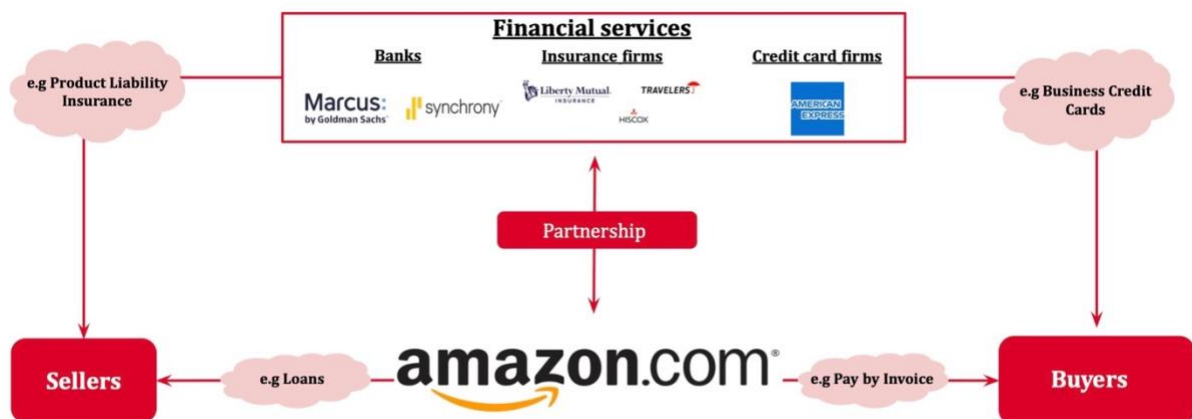 Financial services
Banks
Insurance firms
Credit card firms
e.g Product Liability
Insurance
Marcus:
by Goldman Sachs
synchrony
Liberty Mutual.
INSURANCE
TRAVELERS
HISCOX
AMERICAN
EXPRESS
e.g Business Credit
Cards
Partnership
Sellers
e.g Loans
amazon.com®
e.g Pay by Invoice
Buyers